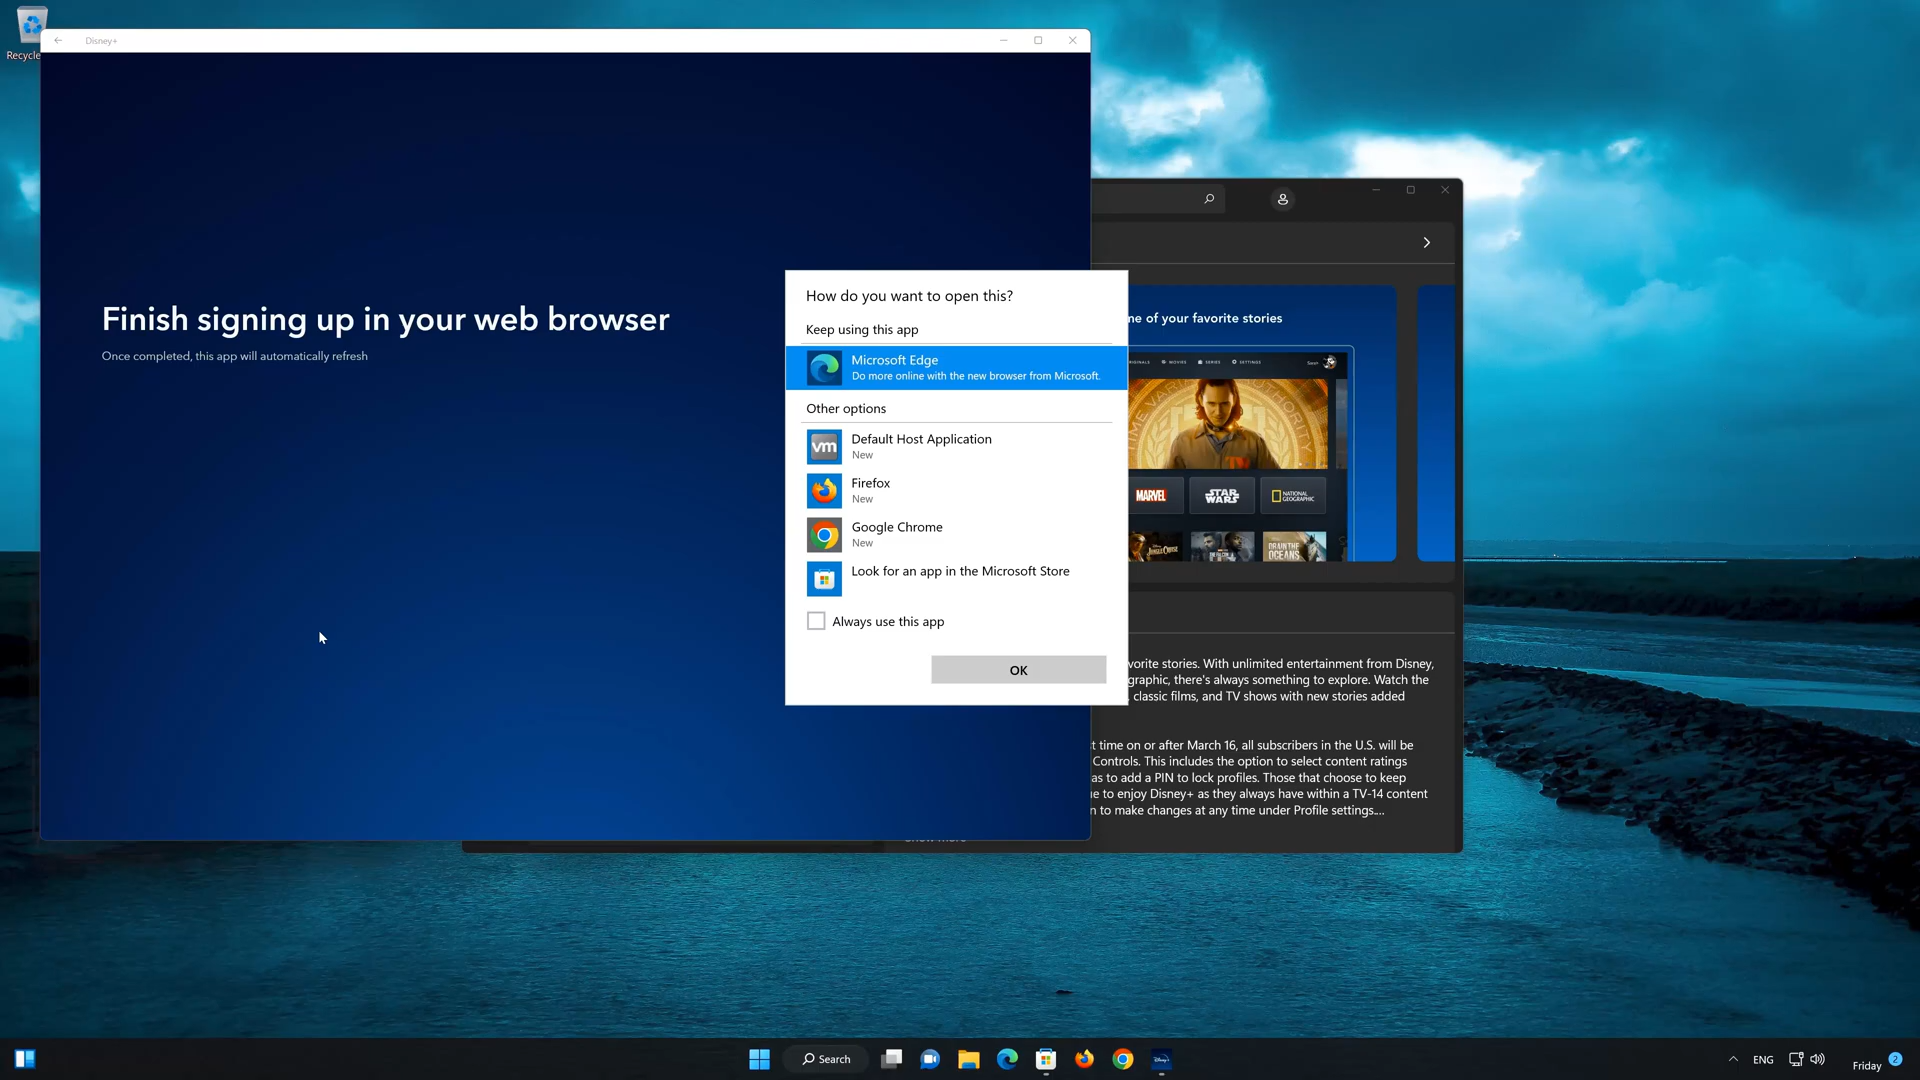 Recycle
Disney+
Finish signing up in your web browser
Once completed, this app will automatically refresh
How do you want to open this?
Keep using this app
Microsoft Edge
Do more online with the new browser from Microsoft.
Other options
vm
Default Host Application
New
Firefox
New
Google Chrome
New
Look for an app in the Microsoft Store
Always use this app
OK
me of your favorite stories
MOVIES
SERIES
SETTINGS
MARVEL
STAR WARS
NATIONAL GEOGRAPHIC
DRAIN THE OCEANS
vorite stories. With unlimited entertainment from Disney,
graphic, there's always something to explore. Watch the
, classic films, and TV shows with new stories added
t time on or after March 16, all subscribers in the U.S. will be
Controls. This includes the option to select content ratings
as to add a PIN to lock profiles. Those that choose to keep
e to enjoy Disney+ as they always have within a TV-14 content
n to make changes at any time under Profile settings...
Search
ENG
Friday
2